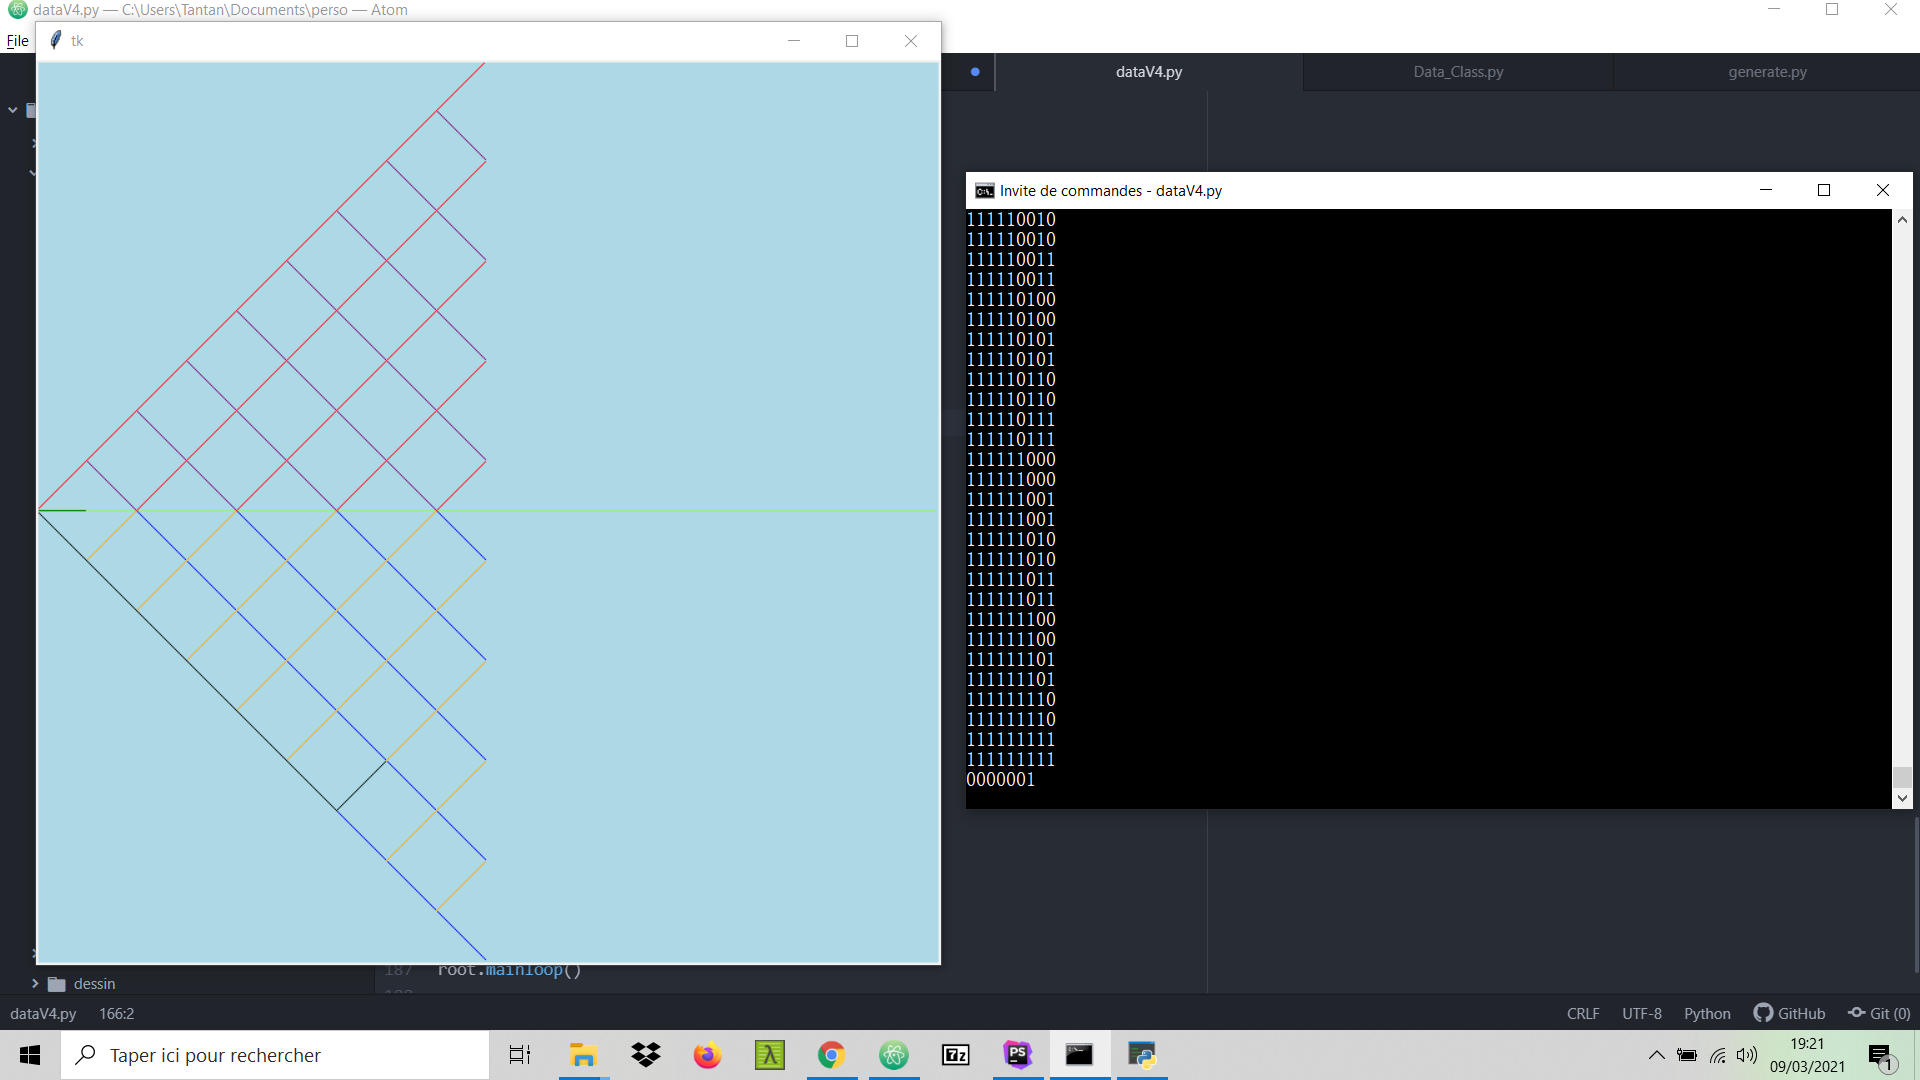 dataV4.py — C:\Users\Tantan\Documents\perso — Atom
File
tk
dataV4.py
Data_Class.py
generate.py
Invite de commandes - dataV4.py
111110010
111110010
111110011
111110011
111110100
111110100
111110101
111110101
111110110
111110110
111110111
111110111
111111000
111111000
111111001
111111001
111111010
111111010
111111011
111111011
111111100
111111100
111111101
111111101
111111110
111111110
111111111
111111111
0000001
187 root.mainloop()
dessin
dataV4.py 166:2
CRLF UTF-8 Python GitHub Git (0)
Taper ici pour rechercher
7z
PS
19:21
09/03/2021
1